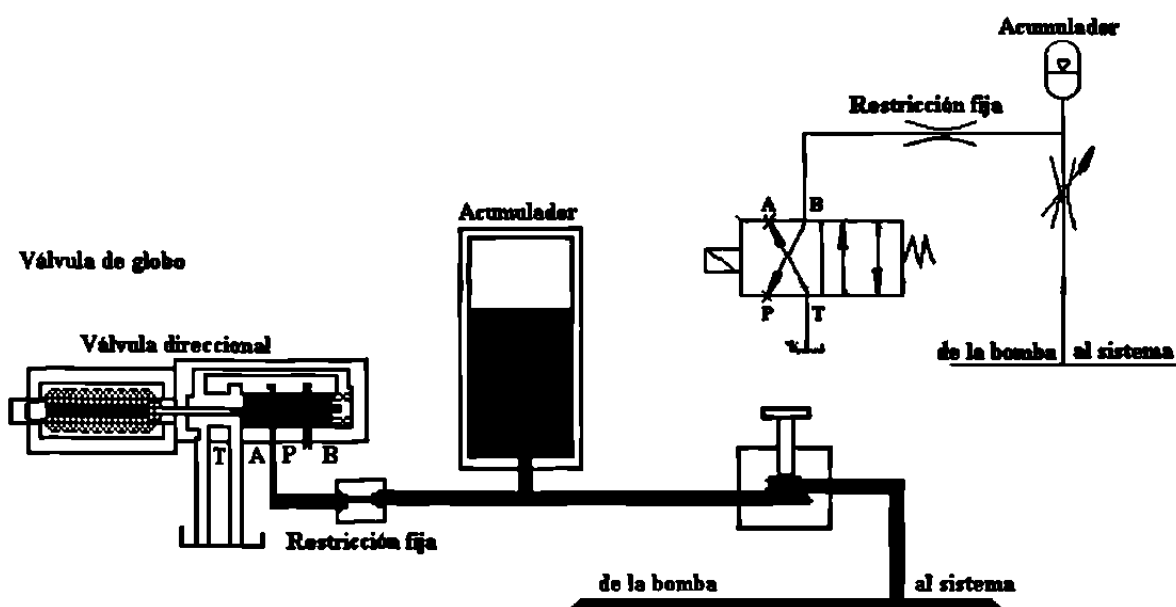 Acumulador
Restricción fija
A B
P T
de la bomba al sistema
Acumulador
Válvula de globo
Válvula direccional
T A P B
Restricción fija
de la bomba al sistema